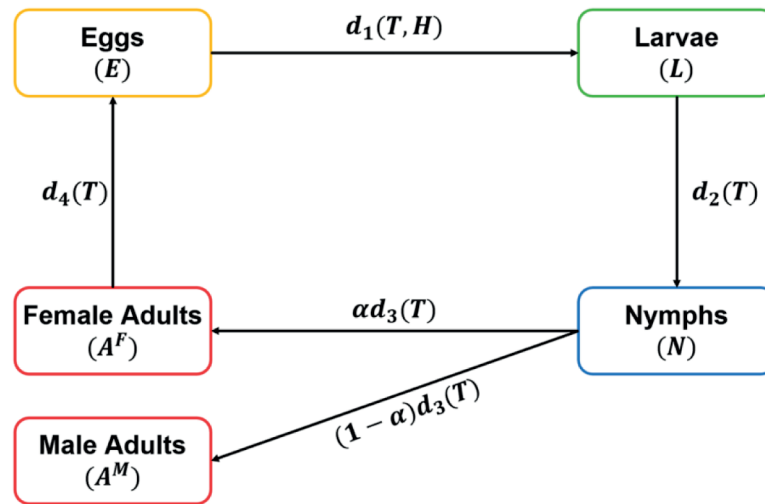 Eggs
(E)
d₁(T, H)
Larvae
(L)
d₄(T)
d₂(T)
Female Adults
(Aᶠ)
αd₃(T)
Nymphs
(N)
(1 − α)d₃(T)
Male Adults
(Aᴹ)